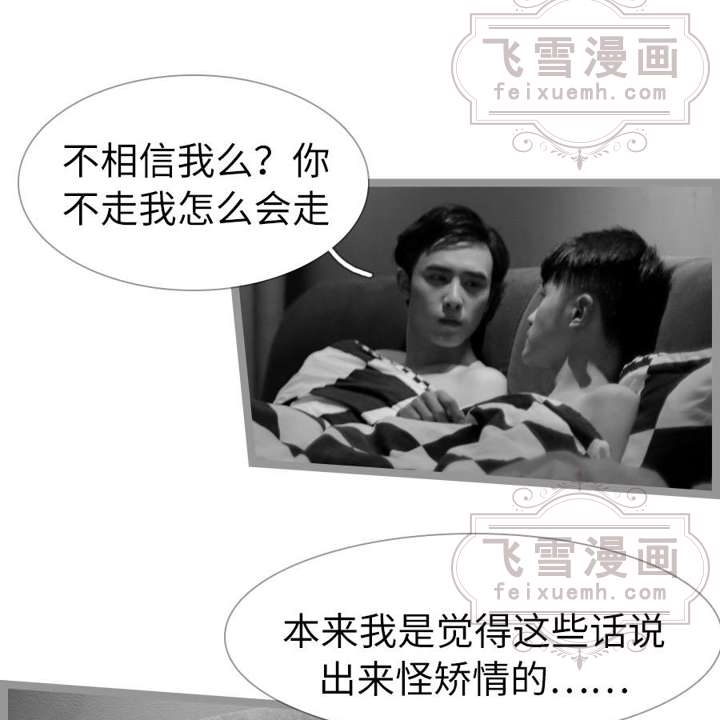 飞雪漫画
feixuemh.com
不相信我么？你
不走我怎么会走
飞雪漫画
feixuemh.com
本来我是觉得这些话说
出来怪矫情的……